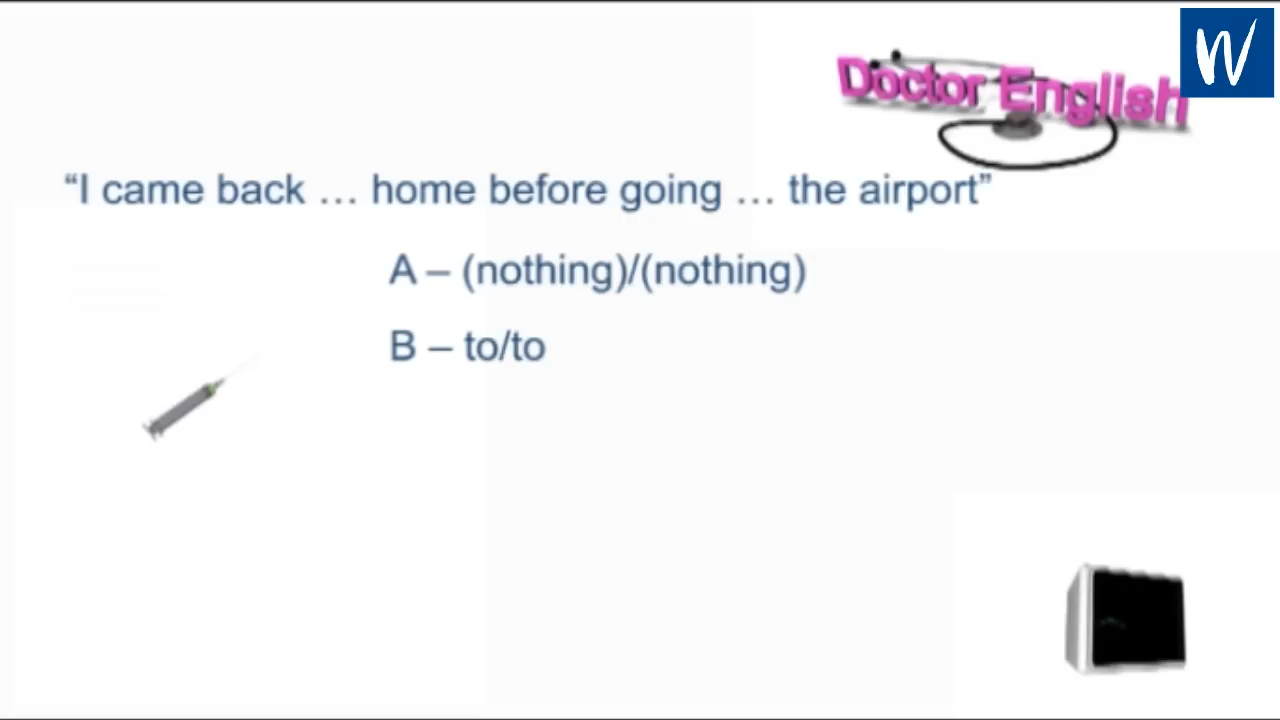 W
Doctor English
“I came back … home before going … the airport”
A – (nothing)/(nothing)
B – to/to